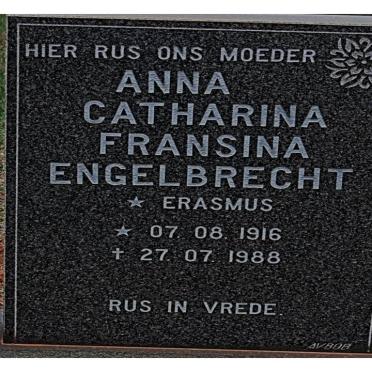 HIER RUS ONS MOEDER
ANNA
CATHARINA
FRANSINA
ENGELBRECHT
★ ERASMUS
★ 07. 08. 1916
† 27. 07. 1988
RUS IN VREDE.